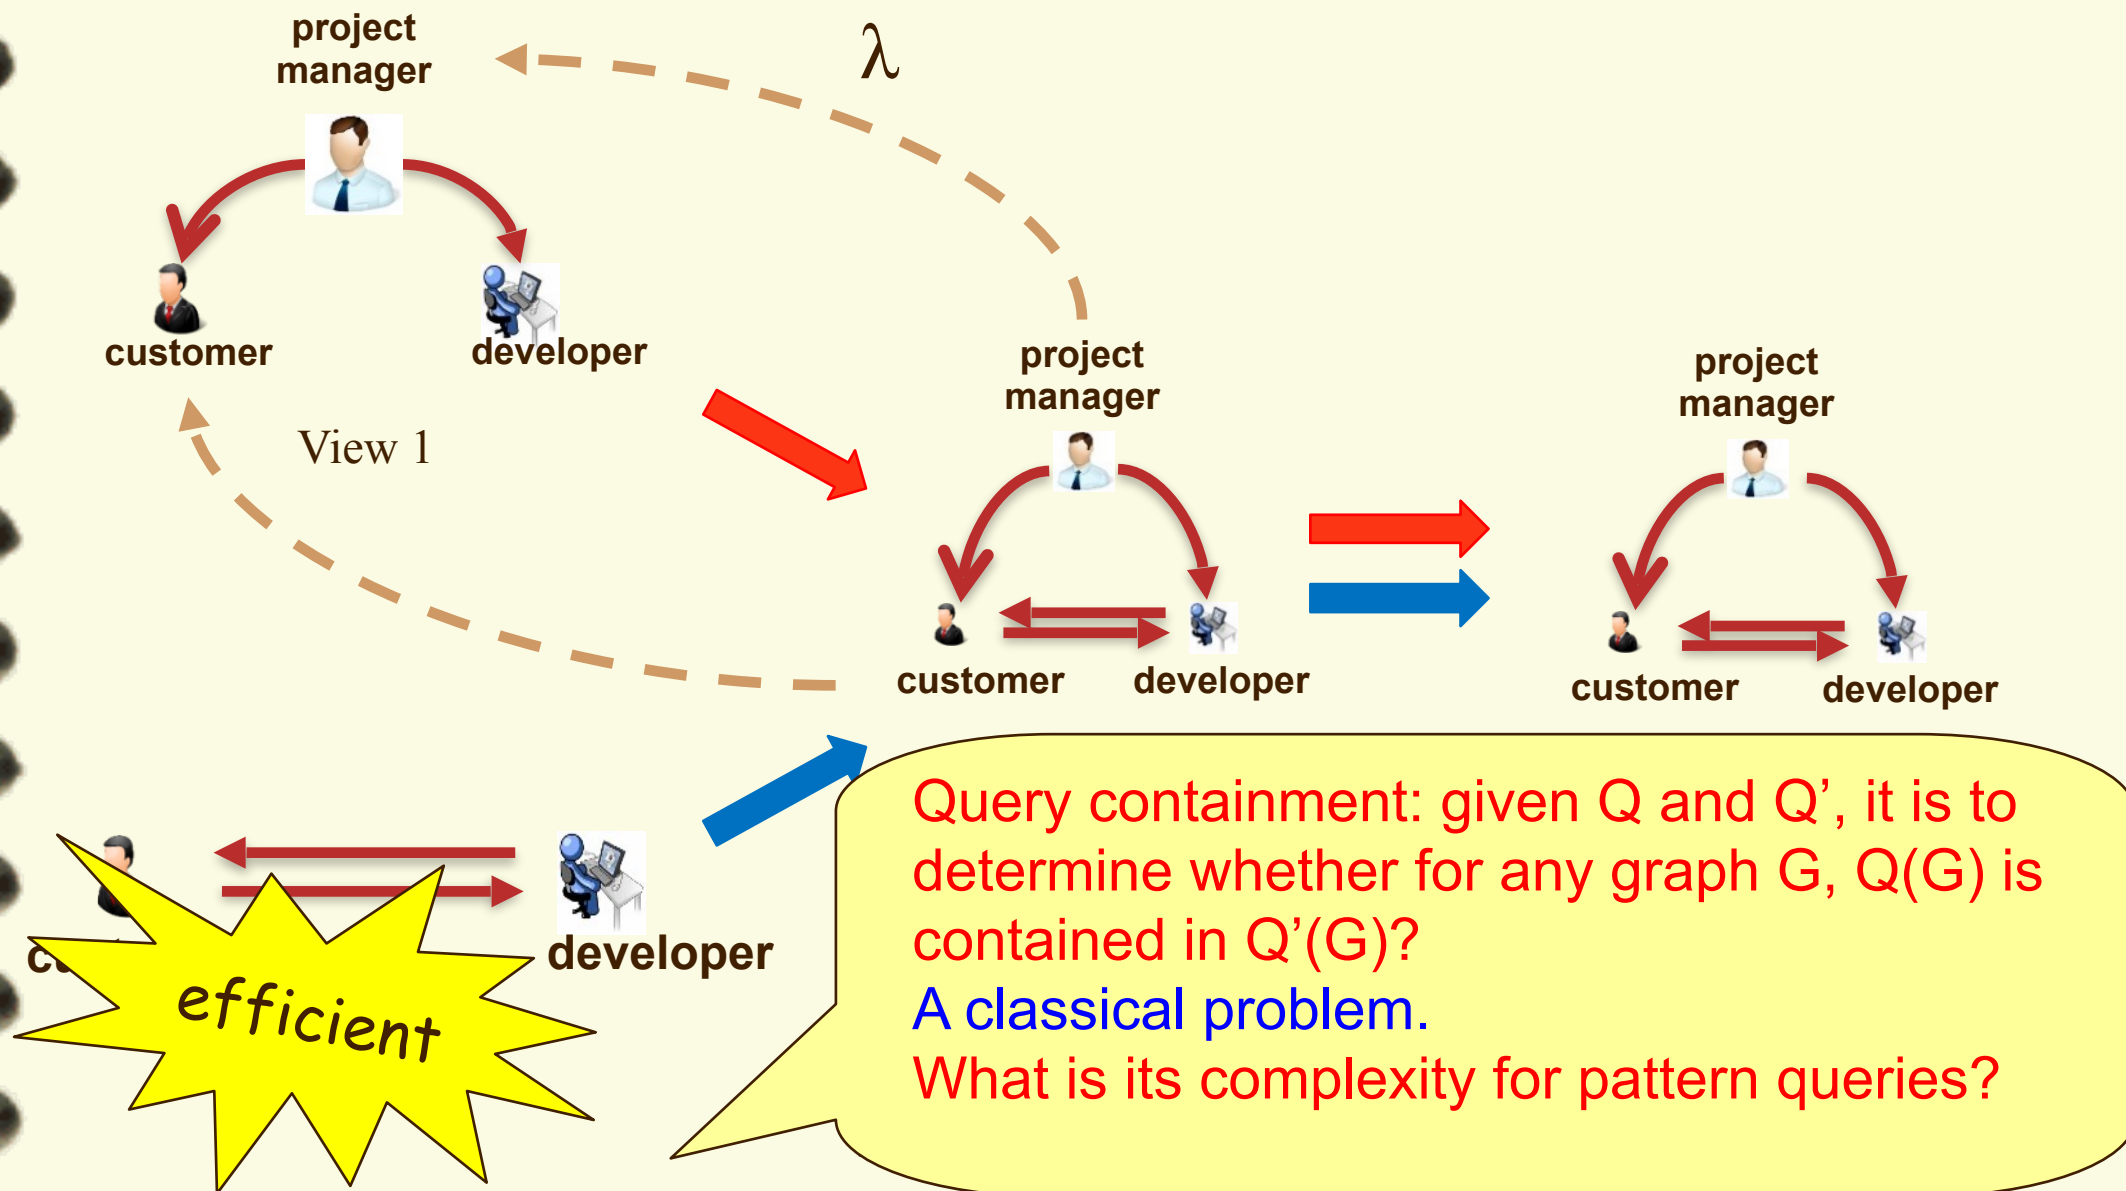 project
manager
λ
customer
developer
View 1
project
manager
customer
developer
project
manager
customer
developer
developer
efficient
Query containment: given Q and Q’, it is to
determine whether for any graph G, Q(G) is
contained in Q’(G)?
A classical problem.
What is its complexity for pattern queries?